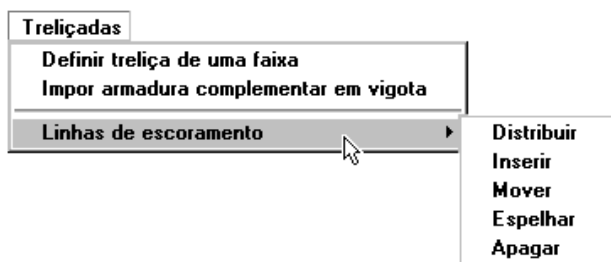 Treliçadas
Definir treliça de uma faixa
Impor armadura complementar em vigota
Linhas de escoramento
Distribuir
Inserir
Mover
Espelhar
Apagar